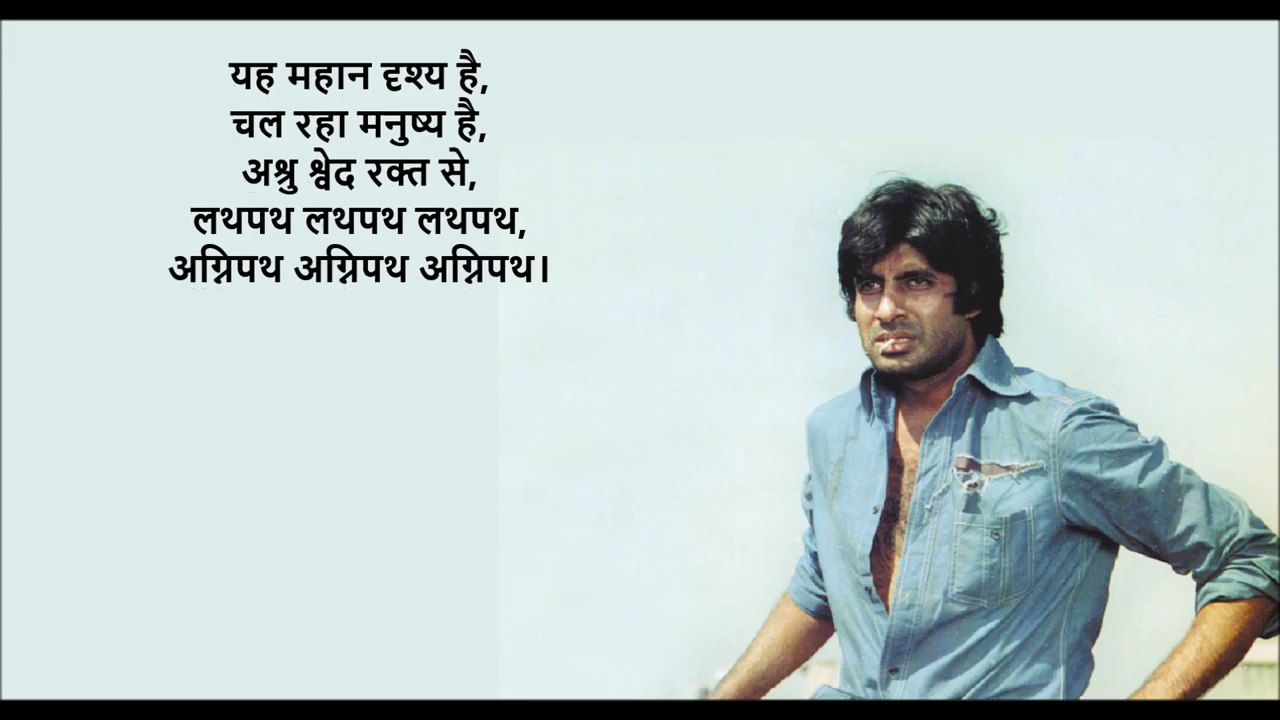 यह महान दृश्य है,
चल रहा मनुष्य है,
अश्रु श्वेद रक्त से,
लथपथ लथपथ लथपथ,
अग्निपथ अग्निपथ अग्निपथ।